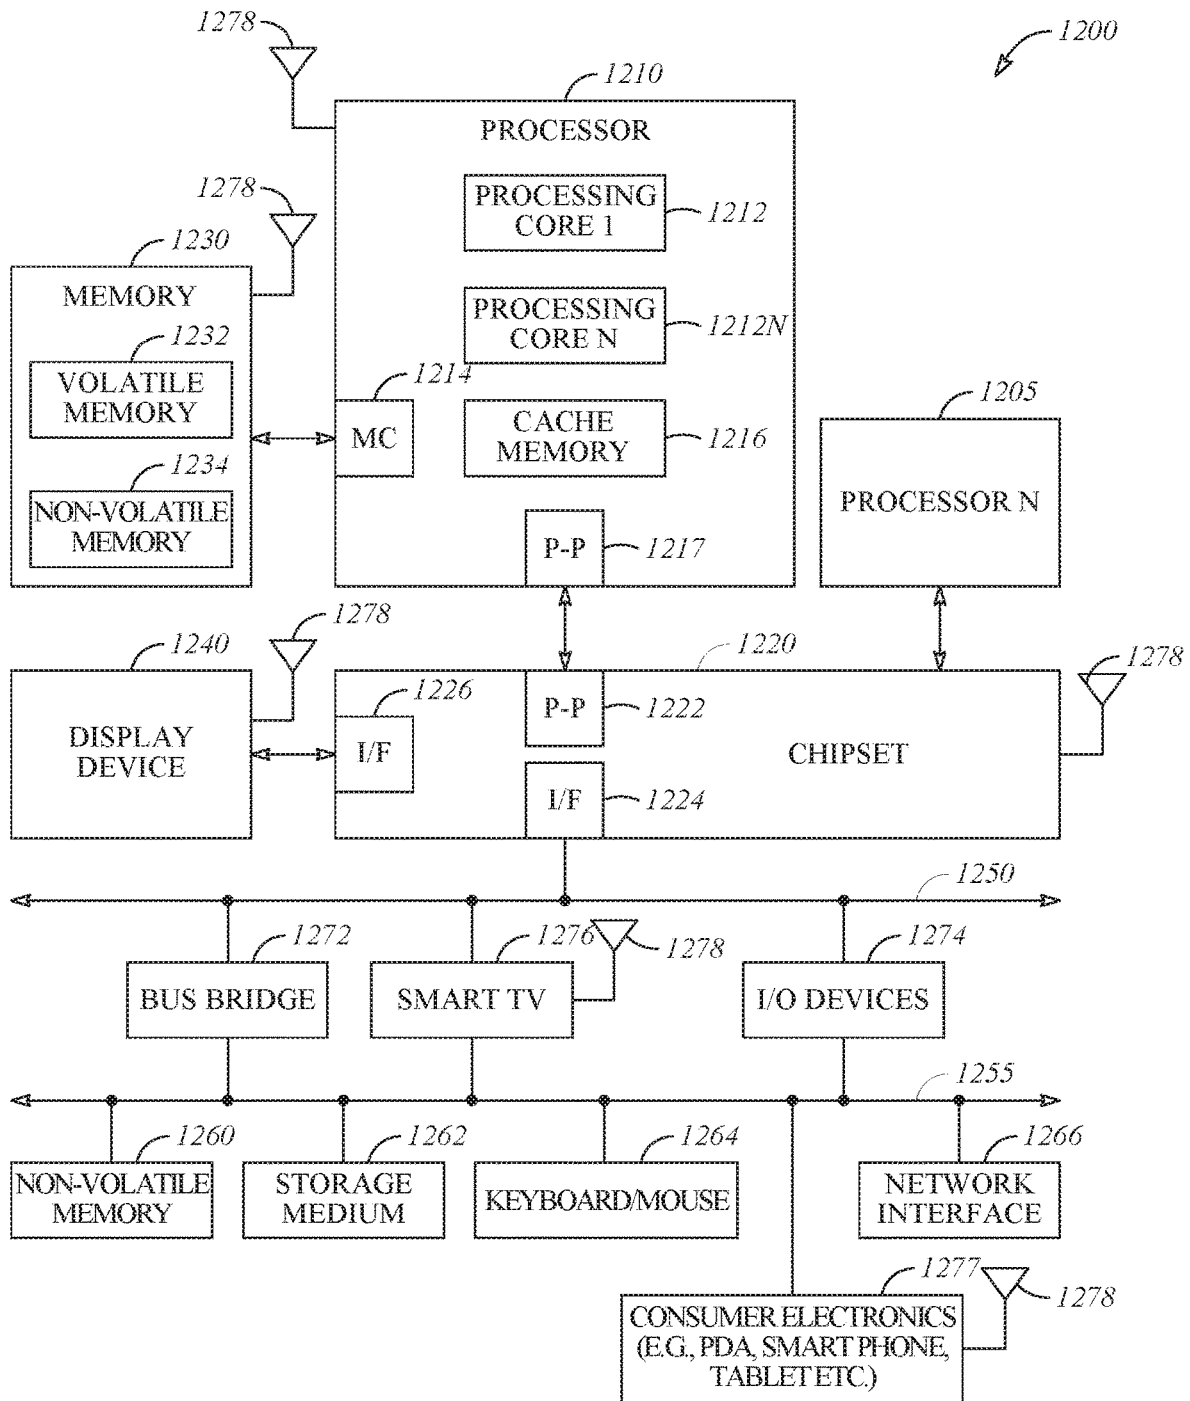 1278
1200
1210
PROCESSOR
PROCESSING
CORE 1
1212
1278
1230
MEMORY
PROCESSING
CORE N
1212N
1232
VOLATILE
MEMORY
1214
MC
CACHE
MEMORY
1216
1205
PROCESSOR N
1234
NON-VOLATILE
MEMORY
P-P
1217
1240
DISPLAY
DEVICE
1278
1226
I/F
1220
P-P
1222
CHIPSET
1278
I/F
1224
1250
1272
BUS BRIDGE
1276
SMART TV
1278
1274
I/O DEVICES
1255
1260
NON-VOLATILE
MEMORY
1262
STORAGE
MEDIUM
1264
KEYBOARD/MOUSE
1266
NETWORK
INTERFACE
1277
CONSUMER ELECTRONICS
(E.G., PDA, SMART PHONE,
TABLET ETC.)
1278